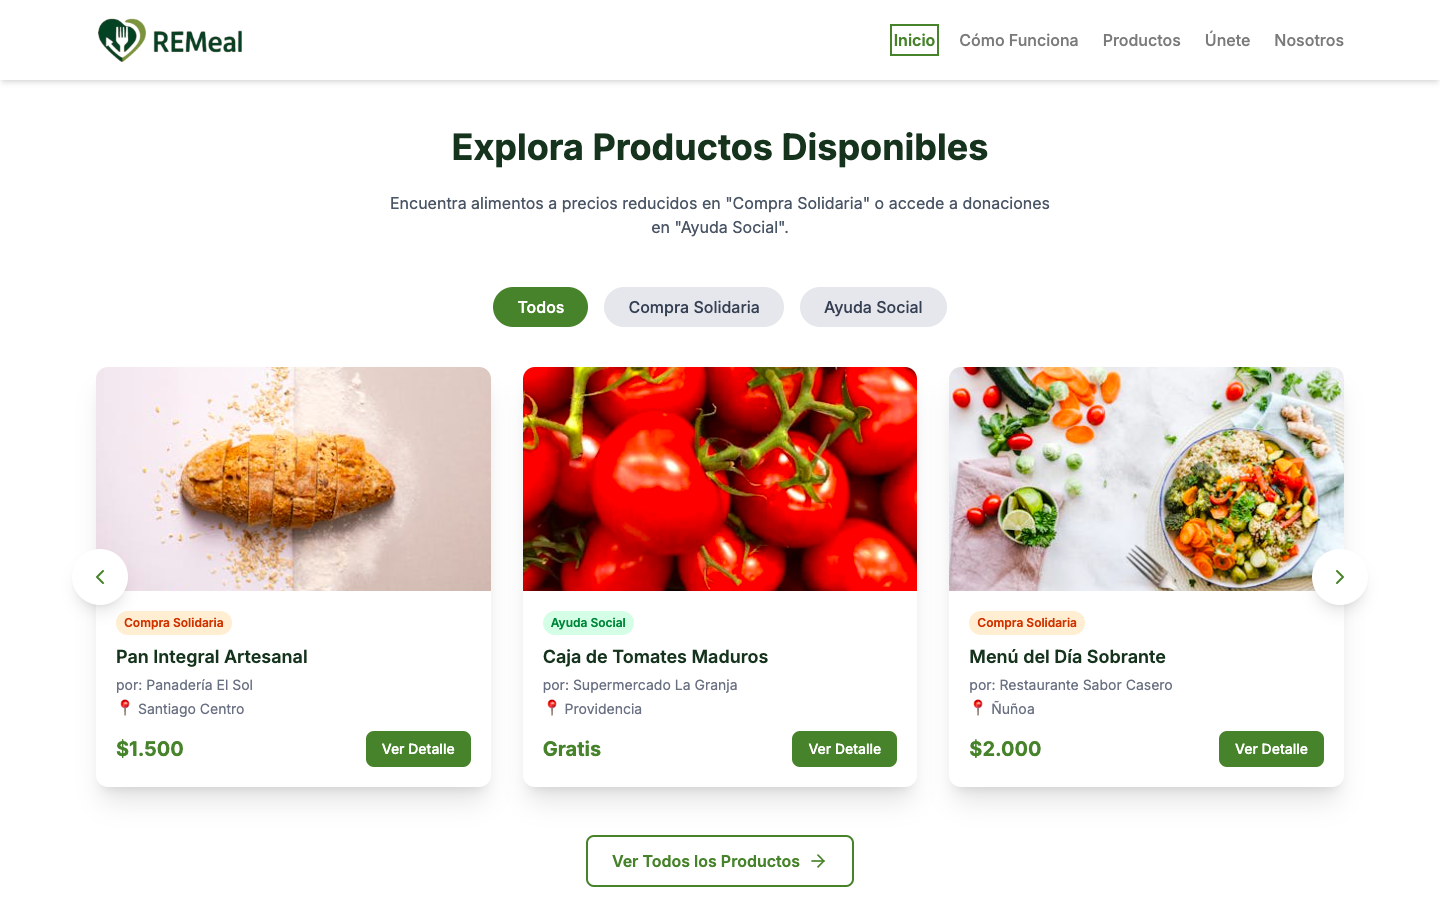 REMeal
Inicio
Cómo Funciona
Productos
Únete
Nosotros
Explora Productos Disponibles
Encuentra alimentos a precios reducidos en "Compra Solidaria" o accede a donaciones
en "Ayuda Social".
Todos
Compra Solidaria
Ayuda Social
Compra Solidaria
Pan Integral Artesanal
por: Panadería El Sol
📍 Santiago Centro
$1.500
Ver Detalle
Ayuda Social
Caja de Tomates Maduros
por: Supermercado La Granja
📍 Providencia
Gratis
Ver Detalle
Compra Solidaria
Menú del Día Sobrante
por: Restaurante Sabor Casero
📍 Ñuñoa
$2.000
Ver Detalle
Ver Todos los Productos →